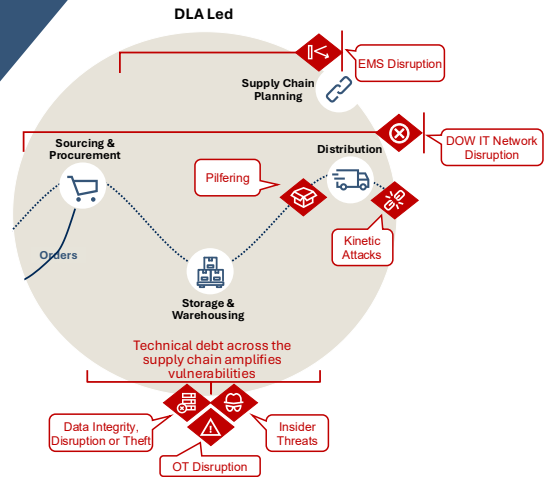 DLA Led
EMS Disruption
Supply Chain
Planning
DOW IT Network
Disruption
Sourcing &
Procurement
Distribution
Pilfering
Kinetic
Attacks
Orders
Storage &
Warehousing
Technical debt across the
supply chain amplifies
vulnerabilities
Data Integrity,
Disruption or Theft
Insider
Threats
OT Disruption